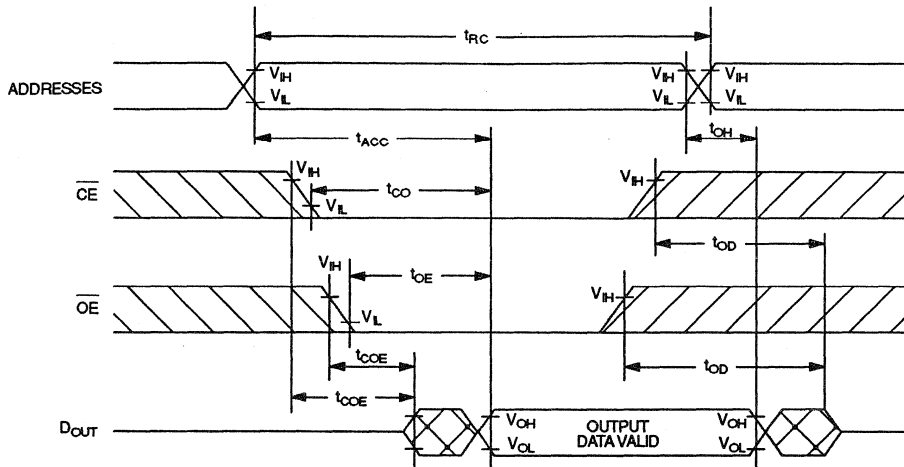 tRC
ADDRESSES
VIH
VIL
VIH
VIL
VIH
VIL
tACC
tOH
CE
VIH
VIL
tCO
VIH
tOD
OE
VIH
VIL
tOE
VIH
tCOE
tOD
tCOE
DOUT
VOH
VOL
OUTPUT
DATA VALID
VOH
VOL